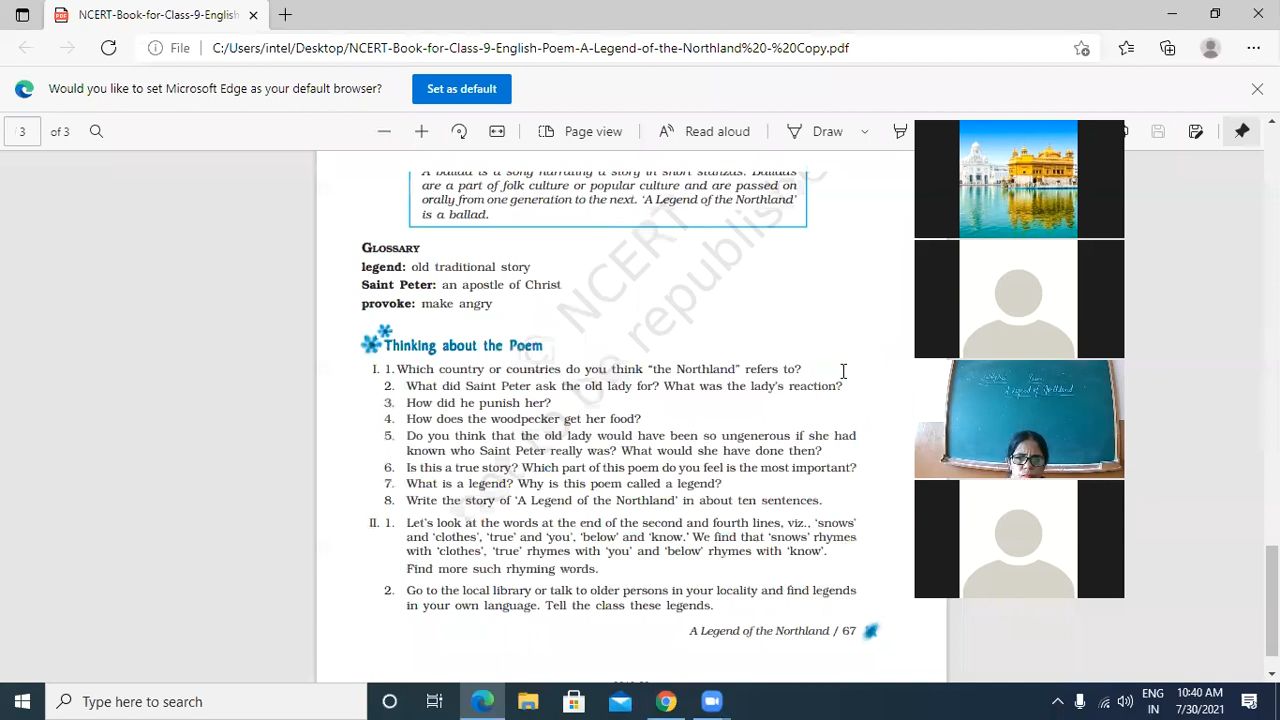 NCERT-Book-for-Class-9-English-P
File
C:/Users/intel/Desktop/NCERT-Book-for-Class-9-English-Poem-A-Legend-of-the-Northland%20-%20Copy.pdf
Would you like to set Microsoft Edge as your default browser?
Set as default
3 of 3
Page view
Read aloud
Draw
A ballad is a song narrating a story in short stanzas. Ballads
are a part of folk culture or popular culture and are passed on
orally from one generation to the next. 'A Legend of the Northland'
is a ballad.
GLOSSARY
legend: old traditional story
Saint Peter: an apostle of Christ
provoke: make angry
Thinking about the Poem
I. 1. Which country or countries do you think "the Northland" refers to?
2. What did Saint Peter ask the old lady for? What was the lady's reaction?
3. How did he punish her?
4. How does the woodpecker get her food?
5. Do you think that the old lady would have been so ungenerous if she had
known who Saint Peter really was? What would she have done then?
6. Is this a true story? Which part of this poem do you feel is the most important?
7. What is a legend? Why is this poem called a legend?
8. Write the story of 'A Legend of the Northland' in about ten sentences.
II. 1. Let's look at the words at the end of the second and fourth lines, viz., 'snows'
and 'clothes', 'true' and 'you', 'below' and 'know.' We find that 'snows' rhymes
with 'clothes', 'true' rhymes with 'you' and 'below' rhymes with 'know'.
Find more such rhyming words.
2. Go to the local library or talk to older persons in your locality and find legends
in your own language. Tell the class these legends.
A Legend of the Northland / 67
© NCERT
be republis
Legend of Northland
Type here to search
ENG
IN
10:40 AM
7/30/2021